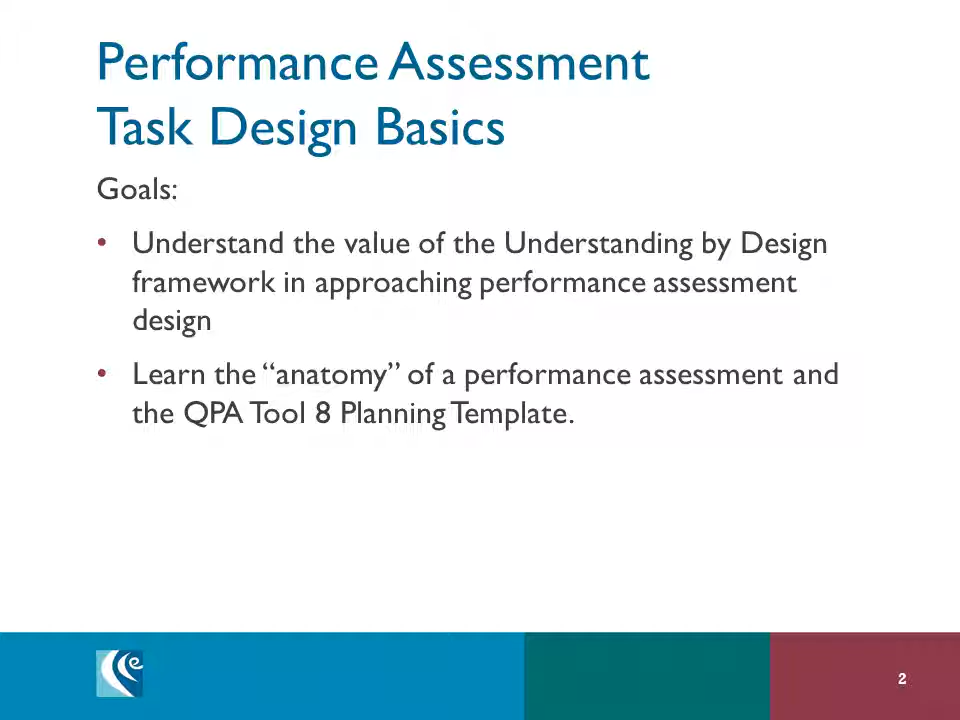 Performance Assessment
Task Design Basics
Goals:
• Understand the value of the Understanding by Design
framework in approaching performance assessment
design
• Learn the “anatomy” of a performance assessment and
the QPA Tool 8 Planning Template.
e
2